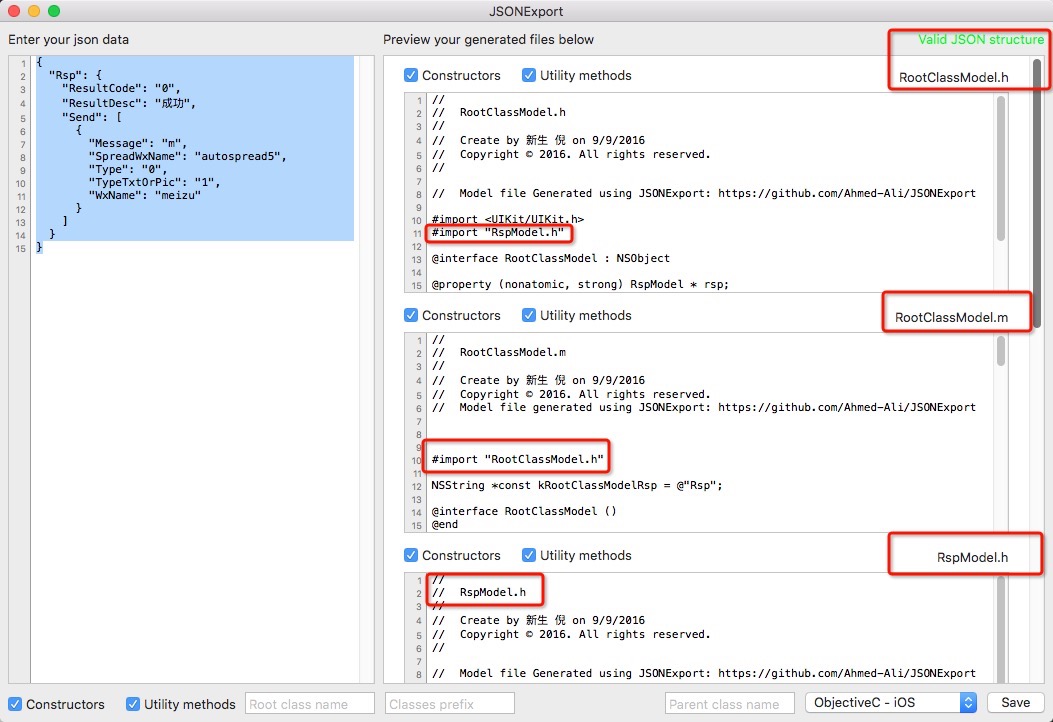 JSONExport
Enter your json data
1 {
2 "Rsp": {
3 "ResultCode": "0",
4 "ResultDesc": "成功",
5 "Send": [
6 {
7 "Message": "m",
8 "SpreadWxName": "autospread5",
9 "Type": "0",
10 "TypeTxtOrPic": "1",
11 "WxName": "meizu"
12 }
13 ]
14 }
15 }
Preview your generated files below
Valid JSON structure
Constructors Utility methods RootClassModel.h
1 //
2 // RootClassModel.h
3 //
4 // Create by 新生 倪 on 9/9/2016
5 // Copyright © 2016. All rights reserved.
6 //
7
8 // Model file Generated using JSONExport: https://github.com/Ahmed-Ali/JSONExport
9
10 #import <UIKit/UIKit.h>
11 #import "RspModel.h"
12
13 @interface RootClassModel : NSObject
14
15 @property (nonatomic, strong) RspModel * rsp;
Constructors Utility methods RootClassModel.m
1 //
2 // RootClassModel.m
3 //
4 // Create by 新生 倪 on 9/9/2016
5 // Copyright © 2016. All rights reserved.
6 // Model file generated using JSONExport: https://github.com/Ahmed-Ali/JSONExport
7
8
9
10 #import "RootClassModel.h"
11
12 NSString *const kRootClassModelRsp = @"Rsp";
13
14 @interface RootClassModel ()
15 @end
Constructors Utility methods RspModel.h
1 //
2 // RspModel.h
3 //
4 // Create by 新生 倪 on 9/9/2016
5 // Copyright © 2016. All rights reserved.
6 //
7
8 // Model file Generated using JSONExport: https://github.com/Ahmed-Ali/JSONExport
Constructors Utility methods Root class name Classes prefix Parent class name ObjectiveC - iOS Save